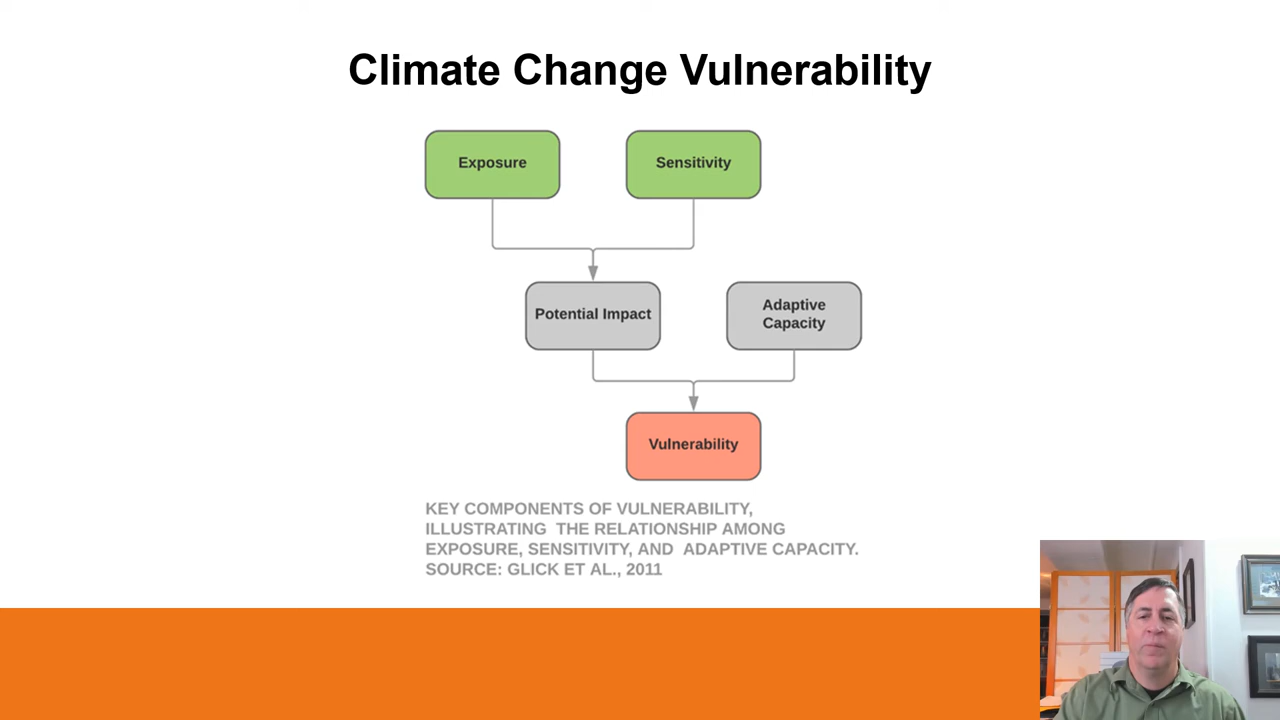 Climate Change Vulnerability
Exposure
Sensitivity
Potential Impact
Adaptive
Capacity
Vulnerability
KEY COMPONENTS OF VULNERABILITY,
ILLUSTRATING THE RELATIONSHIP AMONG
EXPOSURE, SENSITIVITY, AND ADAPTIVE CAPACITY.
SOURCE: GLICK ET AL., 2011